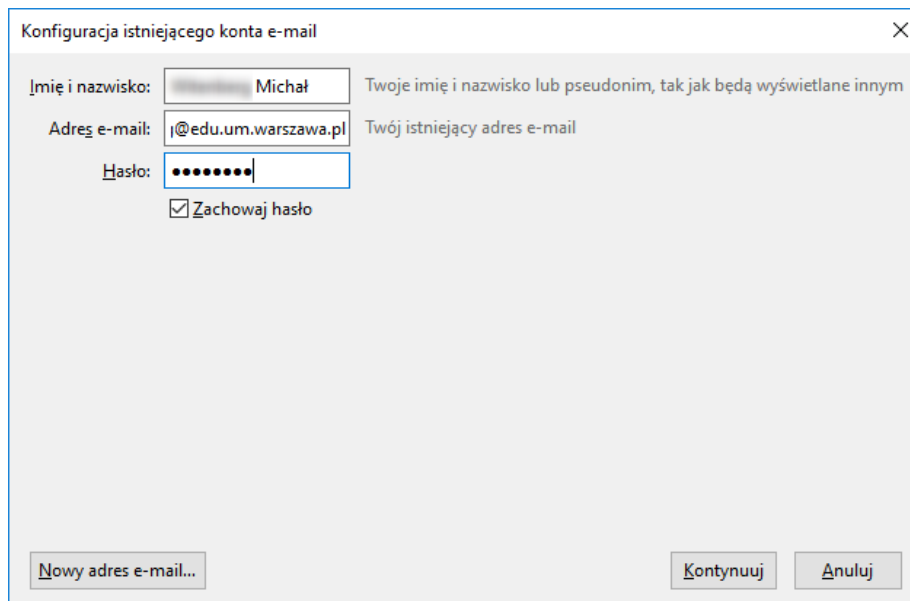 Konfiguracja istniejącego konta e-mail
Imię i nazwisko: Michał Twoje imię i nazwisko lub pseudonim, tak jak będą wyświetlane innym
Adres e-mail: @edu.um.warszawa.pl Twój istniejący adres e-mail
Hasło: ••••••••
Zachowaj hasło
Nowy adres e-mail... Kontynuuj Anuluj